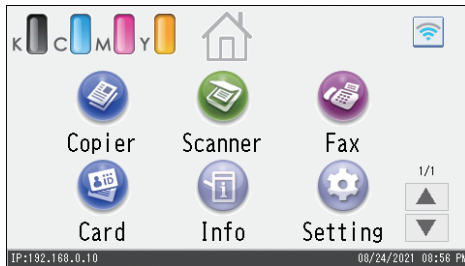 K C M Y
Copier Scanner Fax
1/1
Card Info Setting
IP:192.168.0.10 08/24/2021 08:56 PM